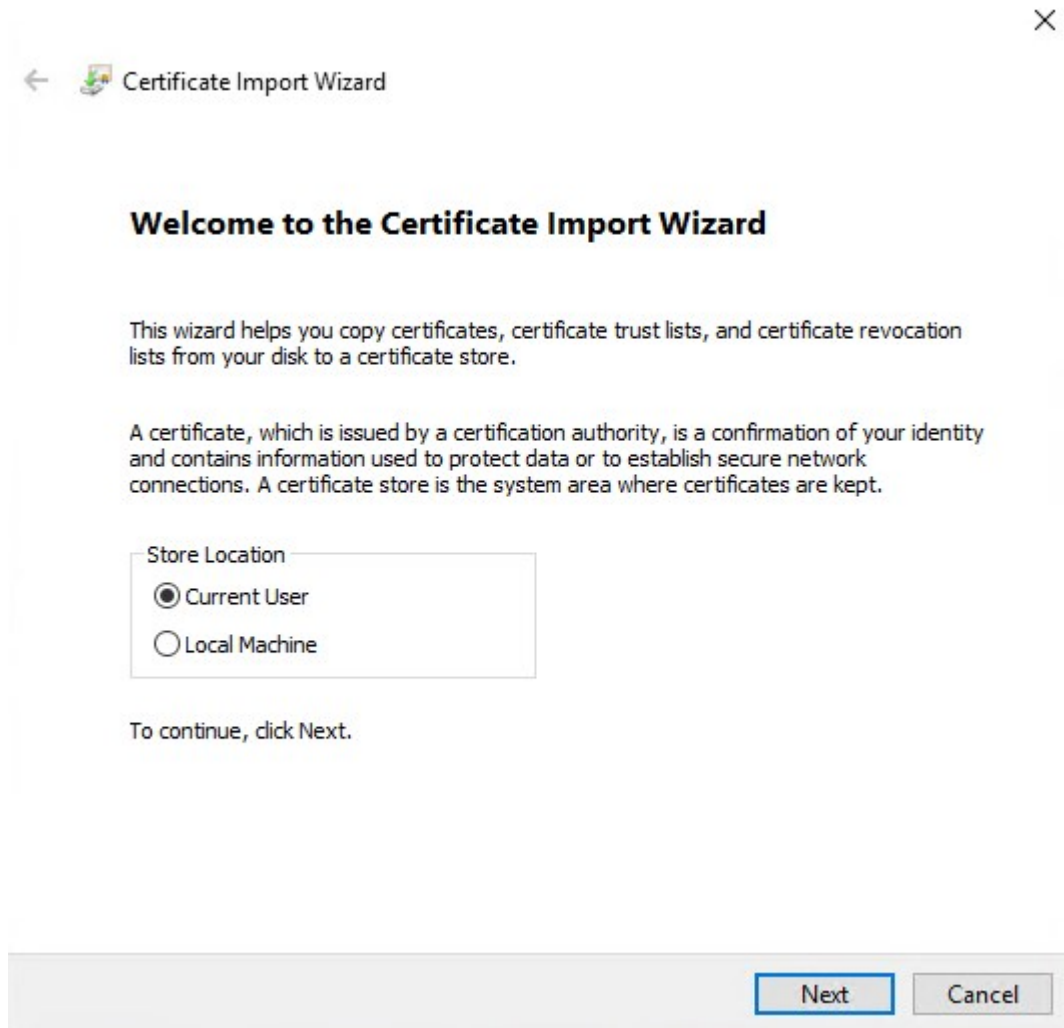 Certificate Import Wizard
Welcome to the Certificate Import Wizard
This wizard helps you copy certificates, certificate trust lists, and certificate revocation
lists from your disk to a certificate store.
A certificate, which is issued by a certification authority, is a confirmation of your identity
and contains information used to protect data or to establish secure network
connections. A certificate store is the system area where certificates are kept.
Store Location
Current User
Local Machine
To continue, click Next.
Next
Cancel